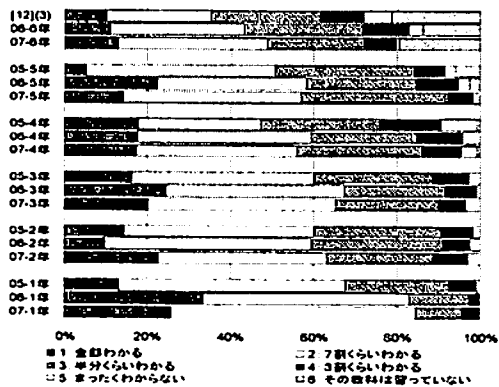 [12](3)
06-6年
07-6年
05-5年
06-5年
07-5年
05-4年
06-4年
07-4年
05-3年
06-3年
07-3年
05-2年
06-2年
07-2年
05-1年
06-1年
07-1年
0% 20% 40% 60% 80% 100%
■1 全部わかる □2 7割くらいわかる
■3 半分くらいわかる ■4 3割くらいわかる
□5 まったくわからない □6 その教科は習っていない